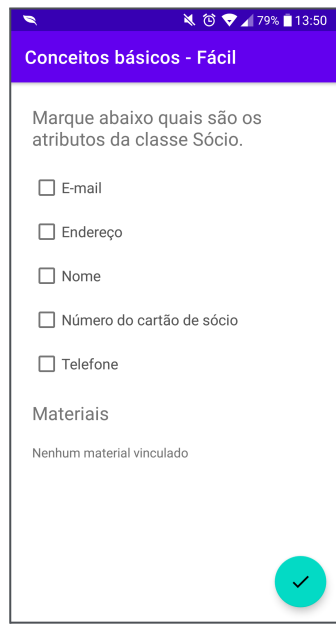 79% 13:50
Conceitos básicos - Fácil
Marque abaixo quais são os
atributos da classe Sócio.
E-mail
Endereço
Nome
Número do cartão de sócio
Telefone
Materiais
Nenhum material vinculado